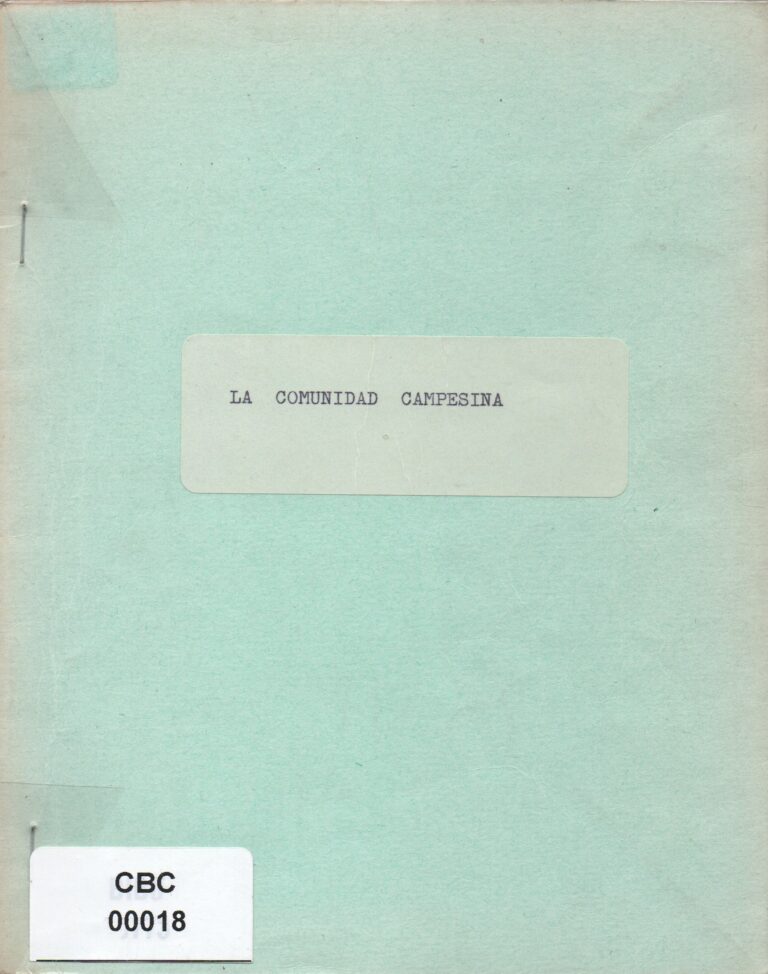 LA COMUNIDAD CAMPESINA
CBC
00018